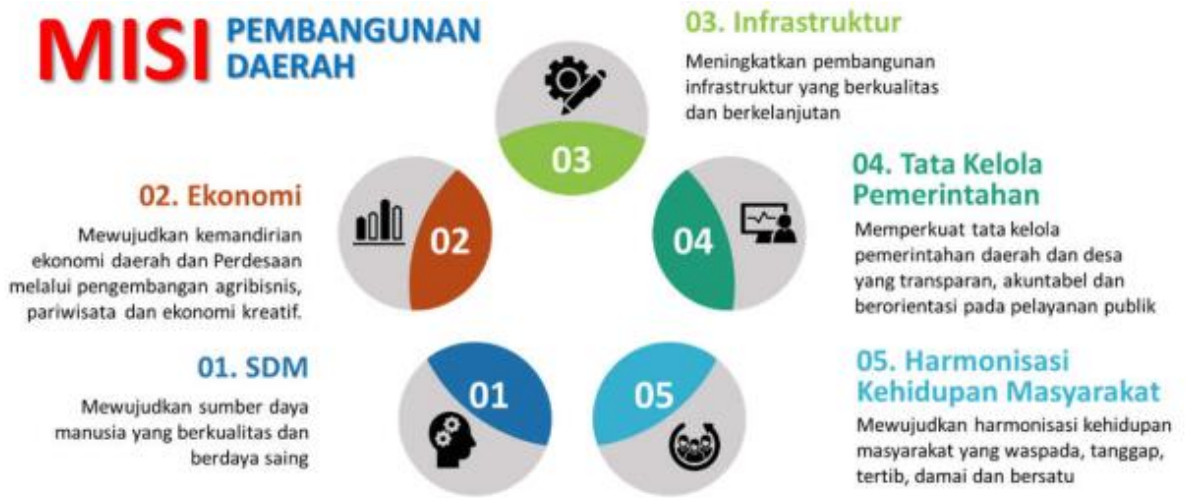 MISI PEMBANGUNAN
DAERAH
01. SDM
Mewujudkan sumber daya
manusia yang berkualitas dan
berdaya saing
01
02. Ekonomi
Mewujudkan kemandirian
ekonomi daerah dan Perdesaan
melalui pengembangan agribisnis,
pariwisata dan ekonomi kreatif.
02
03. Infrastruktur
Meningkatkan pembangunan
infrastruktur yang berkualitas
dan berkelanjutan
03
04. Tata Kelola
Pemerintahan
Memperkuat tata kelola
pemerintahan daerah dan desa
yang transparan, akuntabel dan
berorientasi pada pelayanan publik
04
05. Harmonisasi
Kehidupan Masyarakat
Mewujudkan harmonisasi kehidupan
masyarakat yang waspada, tanggap,
tertib, damai dan bersatu
05